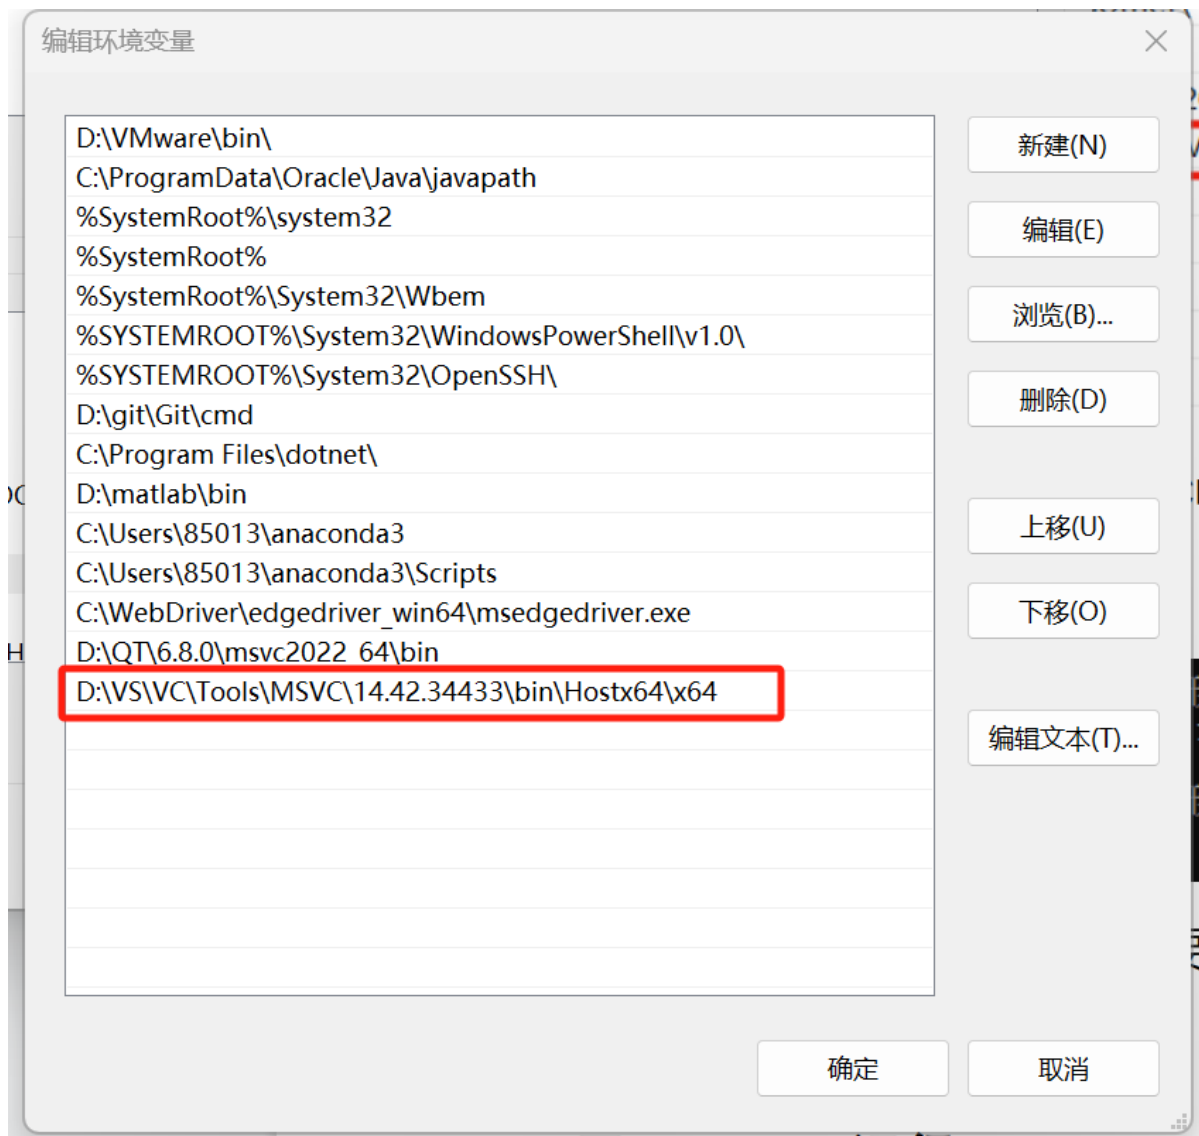 编辑环境变量
D:\VMware\bin\
C:\ProgramData\Oracle\Java\javapath
%SystemRoot%\system32
%SystemRoot%
%SystemRoot%\System32\Wbem
%SYSTEMROOT%\System32\WindowsPowerShell\v1.0\
%SYSTEMROOT%\System32\OpenSSH\
D:\git\Git\cmd
C:\Program Files\dotnet\
D:\matlab\bin
C:\Users\85013\anaconda3
C:\Users\85013\anaconda3\Scripts
C:\WebDriver\edgedriver_win64\msedgedriver.exe
D:\QT\6.8.0\msvc2022_64\bin
D:\VS\VC\Tools\MSVC\14.42.34433\bin\Hostx64\x64
新建(N)
编辑(E)
浏览(B)...
删除(D)
上移(U)
下移(O)
编辑文本(T)...
确定
取消